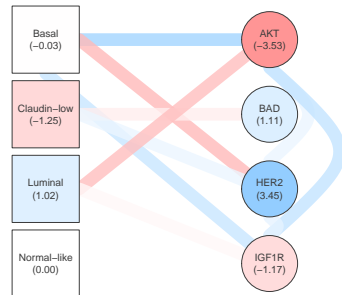 Basal
(−0.03)
AKT
(−3.53)
Claudin−low
(−1.25)
BAD
(1.11)
Luminal
(1.02)
HER2
(3.45)
Normal−like
(0.00)
IGF1R
(−1.17)